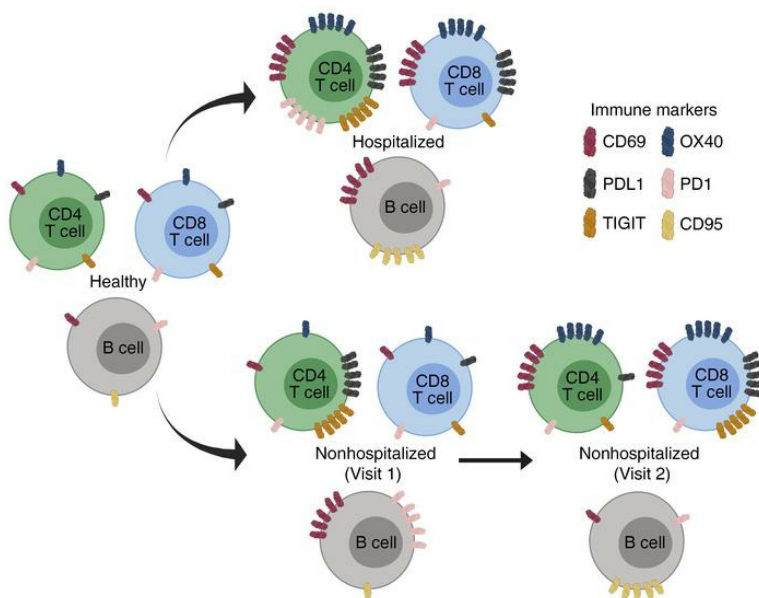 CD4
T cell
CD8
T cell
Hospitalized
B cell
Immune markers
CD69
OX40
PDL1
PD1
TIGIT
CD95
CD4
T cell
CD8
T cell
Healthy
B cell
CD4
T cell
CD8
T cell
Nonhospitalized
(Visit 1)
B cell
CD4
T cell
CD8
T cell
Nonhospitalized
(Visit 2)
B cell